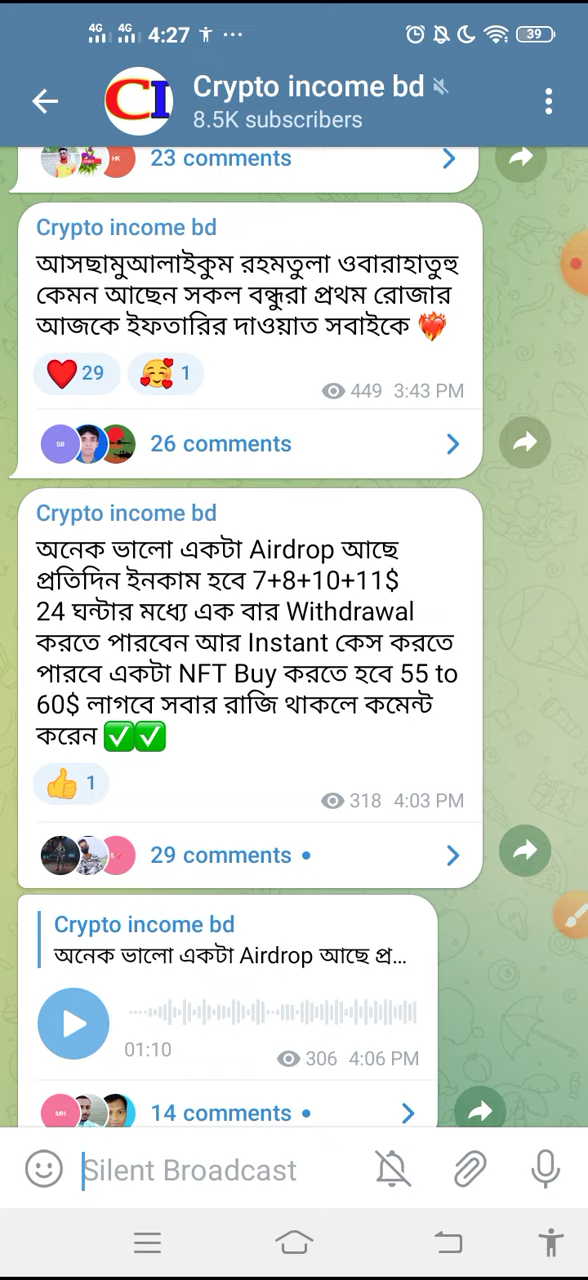 4G 4G 4:27 ... 39
CI
Crypto income bd
8.5K subscribers
HK
23 comments
Crypto income bd
আসছামুআলাইকুম রহমতুলা ওবারাহাতুহু
কেমন আছেন সকল বন্ধুরা প্রথম রোজার
আজকে ইফতারির দাওয়াত সবাইকে ❤️‍🔥
❤️ 29 🥰 1
449 3:43 PM
SB
26 comments
Crypto income bd
অনেক ভালো একটা Airdrop আছে
প্রতিদিন ইনকাম হবে 7+8+10+11$
24 ঘন্টার মধ্যে এক বার Withdrawal
করতে পারবেন আর Instant কেস করতে
পারবে একটা NFT Buy করতে হবে 55 to
60$ লাগবে সবার রাজি থাকলে কমেন্ট
করেন ✅✅
👍 1
318 4:03 PM
29 comments
Crypto income bd
অনেক ভালো একটা Airdrop আছে প্র...
01:10
306 4:06 PM
MH
14 comments
Silent Broadcast